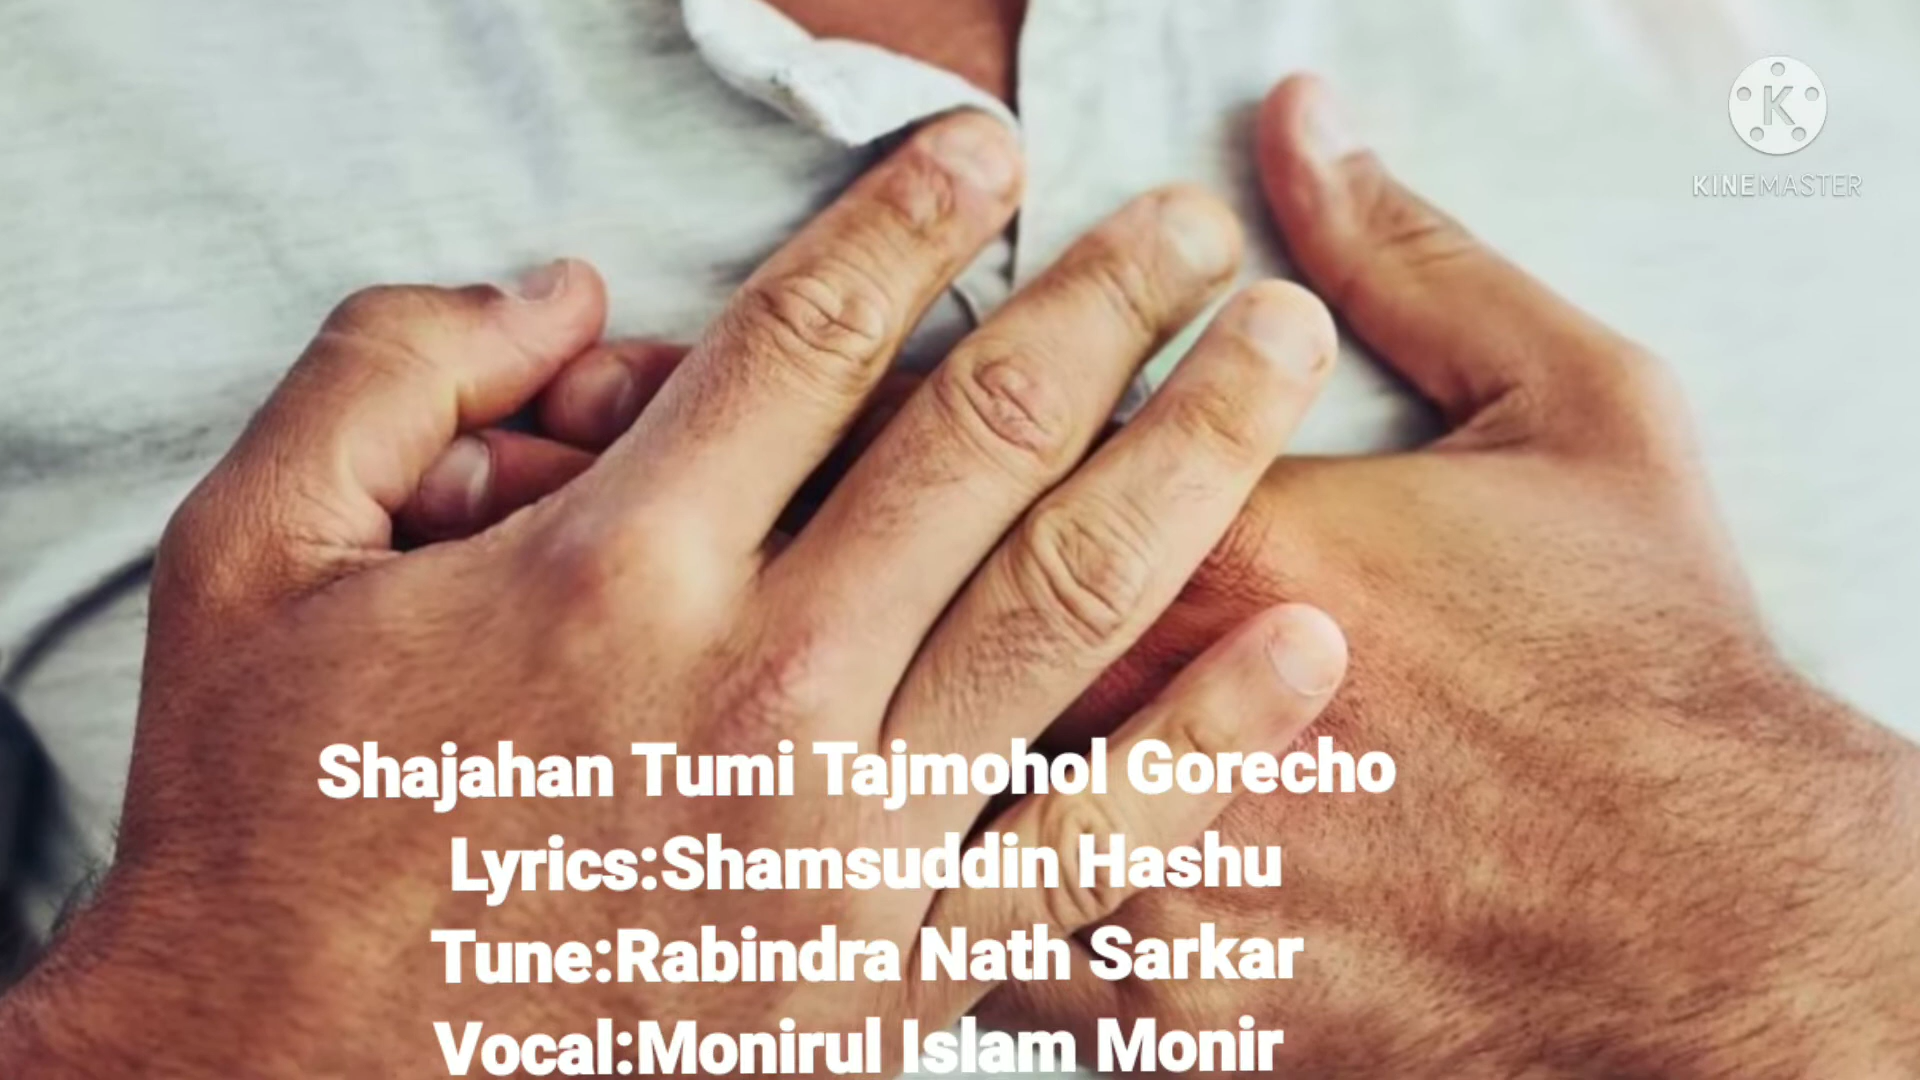 K
KINEMASTER
Shajahan Tumi Tajmohol Gorecho
Lyrics:Shamsuddin Hashu
Tune:Rabindra Nath Sarkar
Vocal:Monirul Islam Monir